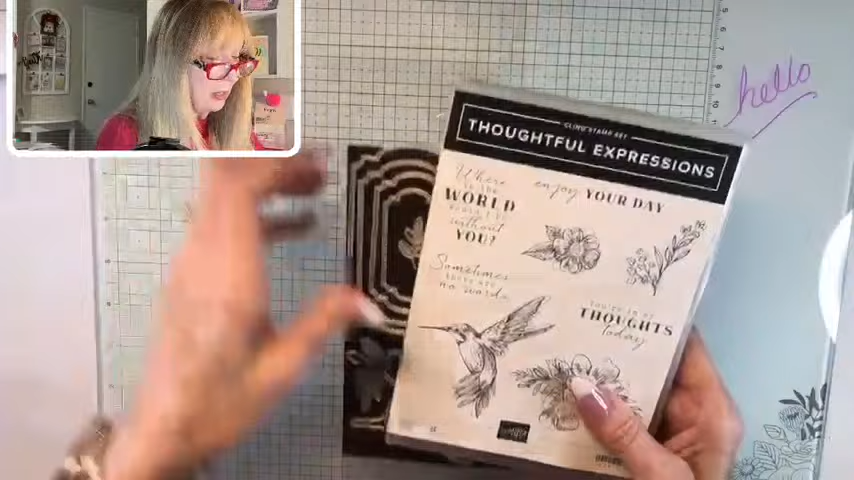 hello
CLING STAMP SET
THOUGHTFUL EXPRESSIONS
Where
in the
WORLD
would I be
without
YOU?
enjoy YOUR DAY
Sometimes
there are
no words
You're in my
THOUGHTS
today